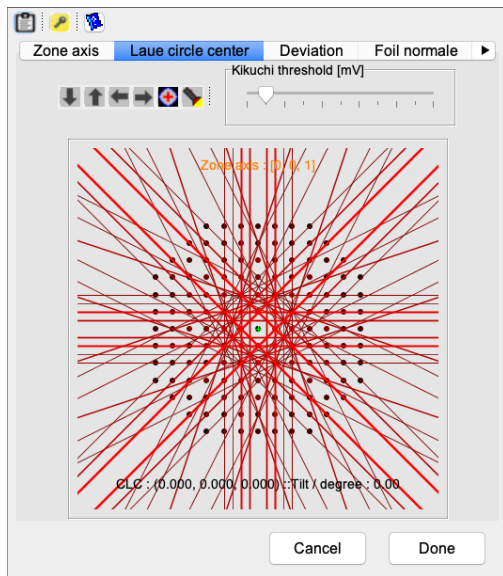 Zone axis Laue circle center Deviation Foil normale
Kikuchi threshold [mV]
Zone axis : [0, 0, 1]
CLC : (0.000, 0.000, 0.000) ::Tilt / degree : 0.00
Cancel Done